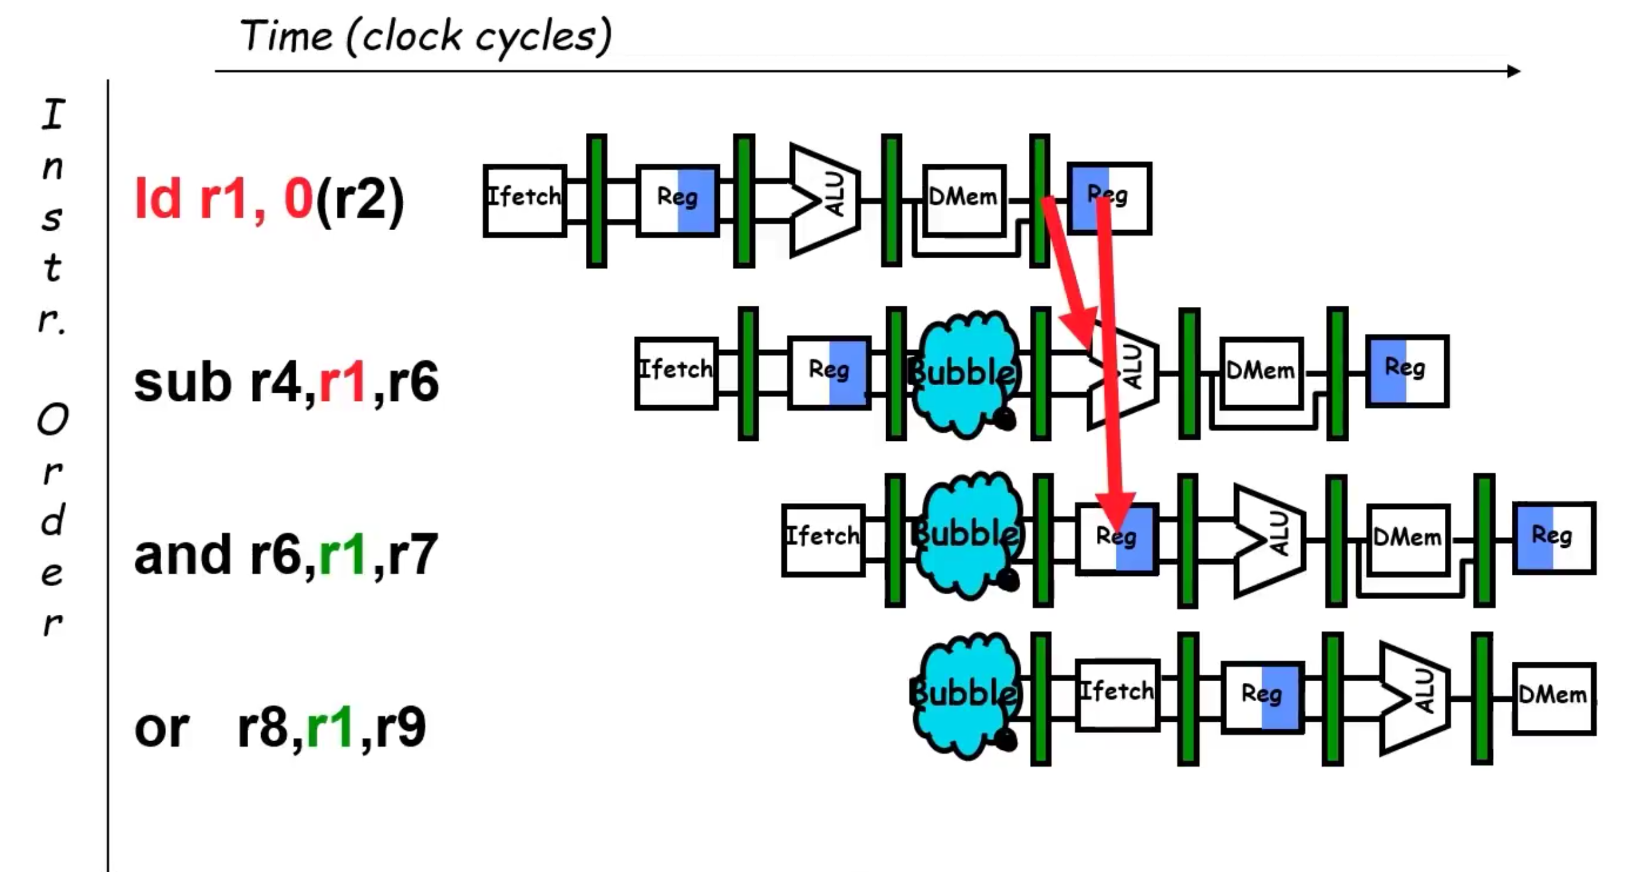 Time (clock cycles)
Instr. Order
ld r1, 0(r2) Ifetch Reg ALU DMem Reg
sub r4,r1,r6 Ifetch Reg Bubble ALU DMem Reg
and r6,r1,r7 Ifetch Bubble Reg ALU DMem Reg
or r8,r1,r9 Bubble Ifetch Reg ALU DMem